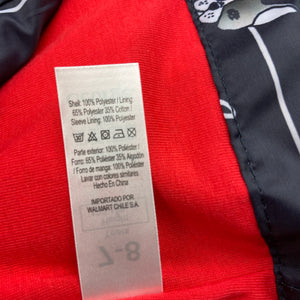 Shell: 100% Polyester / Lining:
65% Polyester 35% Cotton /
Sleeve Lining: 100% Polyester
Parte exterior: 100% Poliéster /
Forro: 65% Poliéster 35% Algodón
/ Forro de manga: 100% Poliéster
Lavar con colores similares
Hecho En China
IMPORTADO POR
WALMART CHILE S.A.
7-8